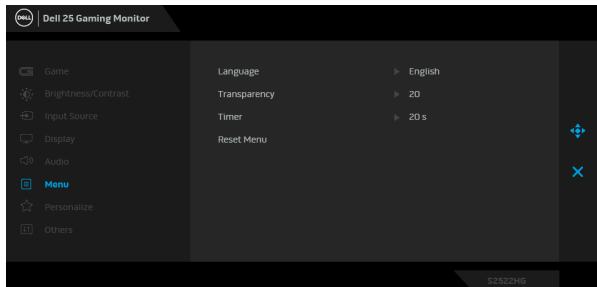 DELL
Dell 25 Gaming Monitor
Game
Brightness/Contrast
Input Source
Display
Audio
Menu
Personalize
Others
Language English
Transparency 20
Timer 20 s
Reset Menu
S2522HG